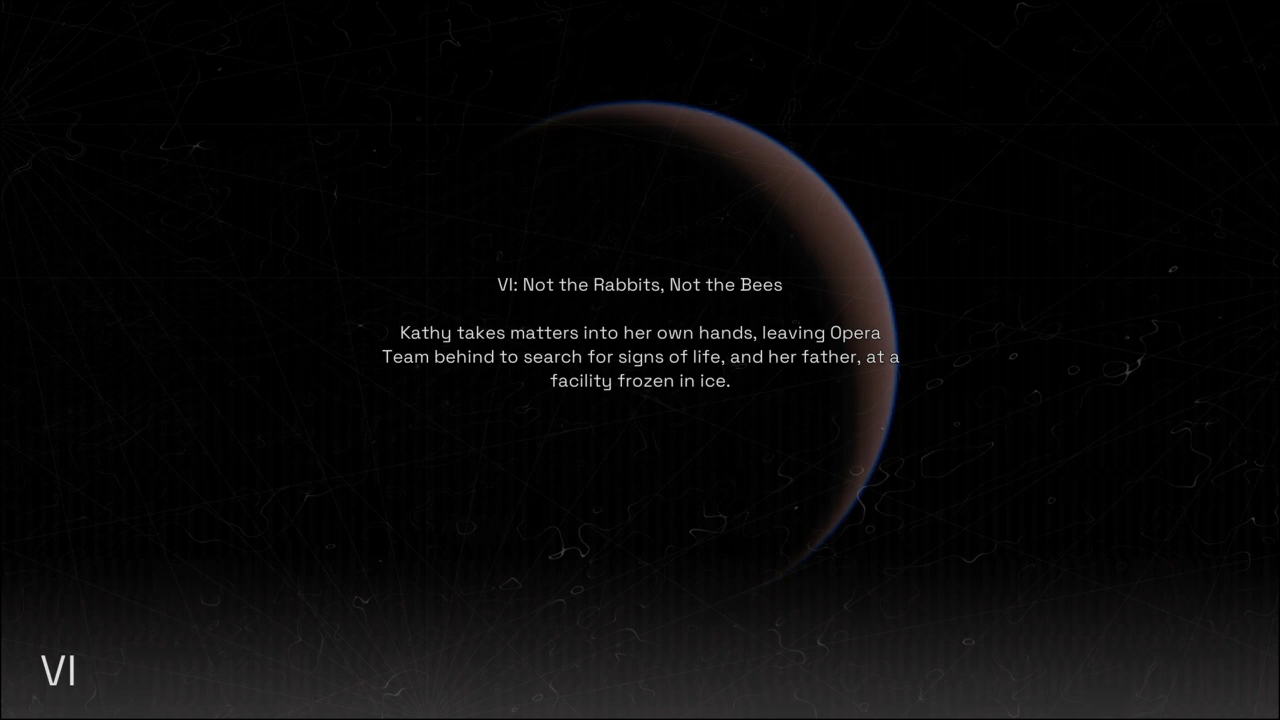 VI: Not the Rabbits, Not the Bees
Kathy takes matters into her own hands, leaving Opera
Team behind to search for signs of life, and her father, at a
facility frozen in ice.
VI